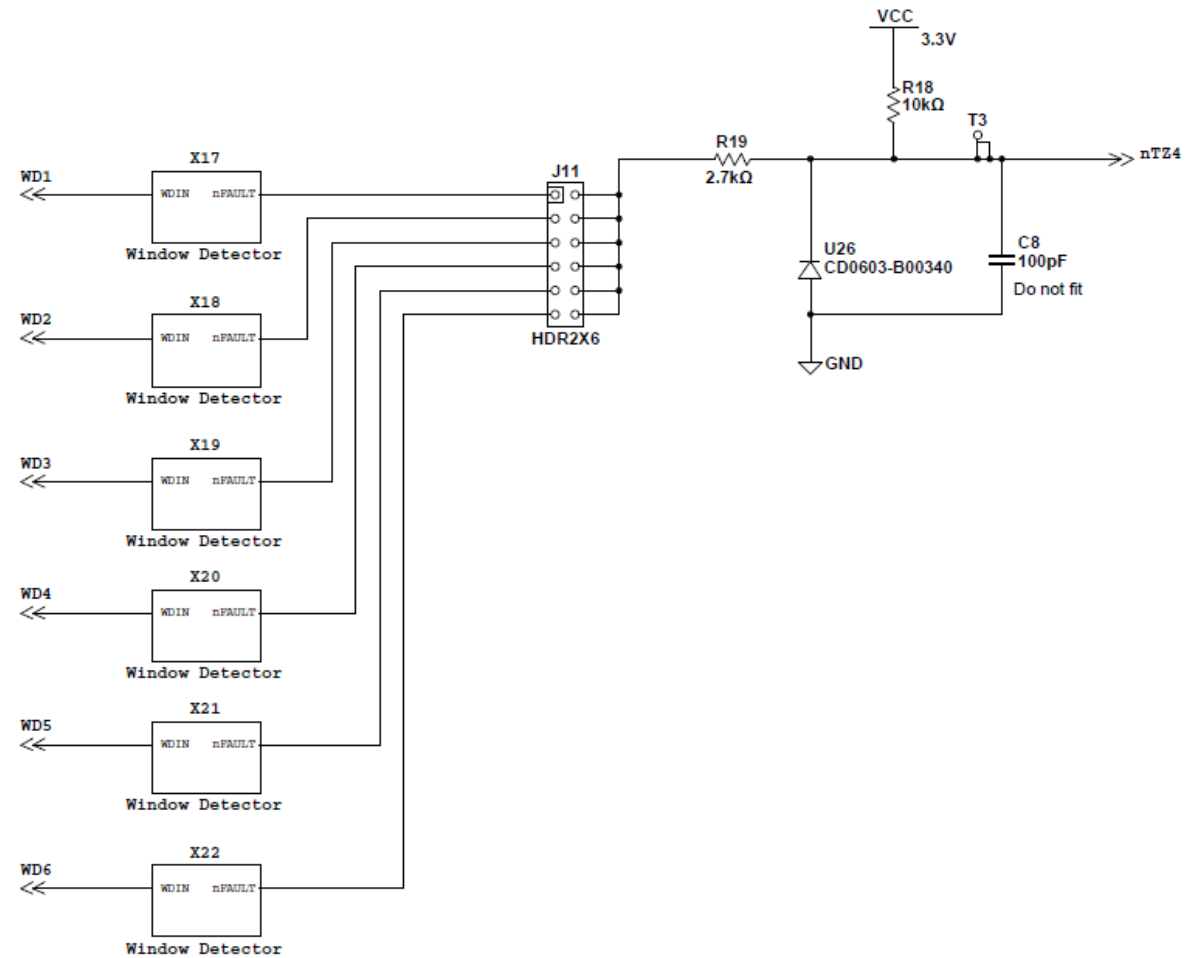 VCC
3.3V
R18
10kΩ
T3
R19
2.7kΩ
nTZ4
J11
HDR2X6
U26
CD0603-B00340
C8
100pF
Do not fit
GND
X17
WD1
WDIN nFAULT
Window Detector
X18
WD2
WDIN nFAULT
Window Detector
X19
WD3
WDIN nFAULT
Window Detector
X20
WD4
WDIN nFAULT
Window Detector
X21
WD5
WDIN nFAULT
Window Detector
X22
WD6
WDIN nFAULT
Window Detector